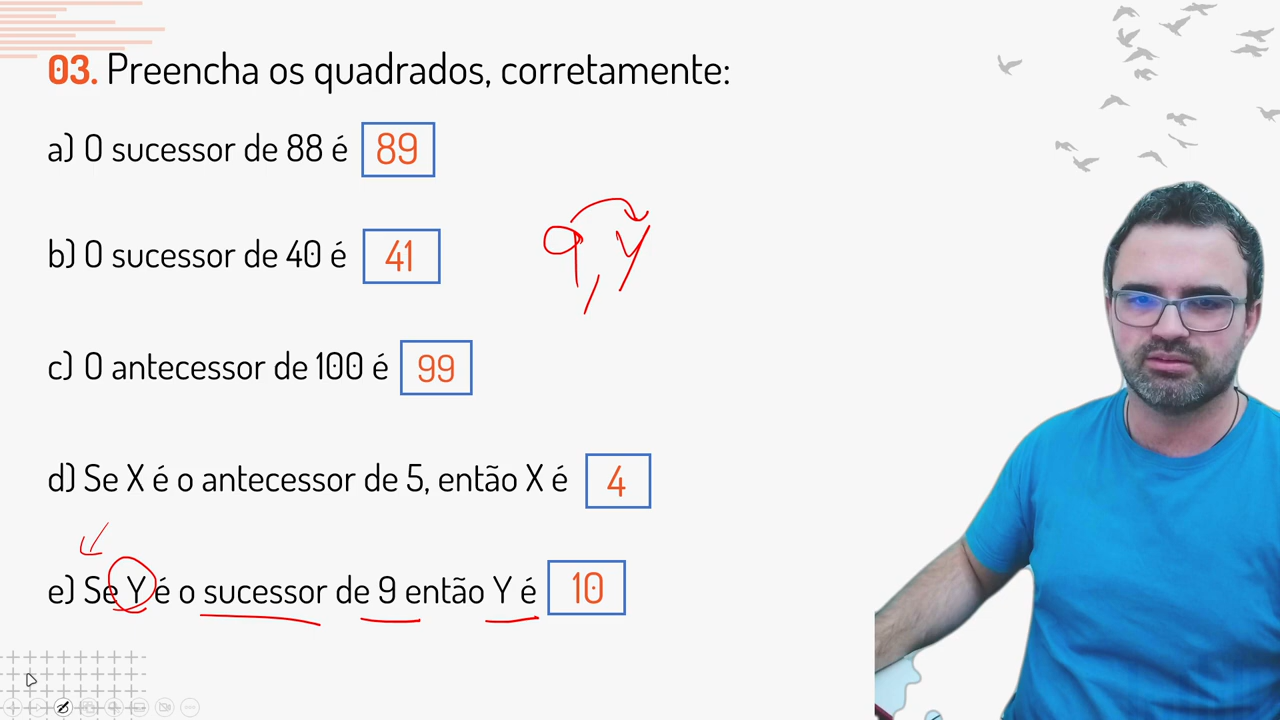 03. Preencha os quadrados, corretamente:
a) O sucessor de 88 é 89
b) O sucessor de 40 é 41
9, Y
c) O antecessor de 100 é 99
d) Se X é o antecessor de 5, então X é 4
e) Se Y é o sucessor de 9 então Y é 10